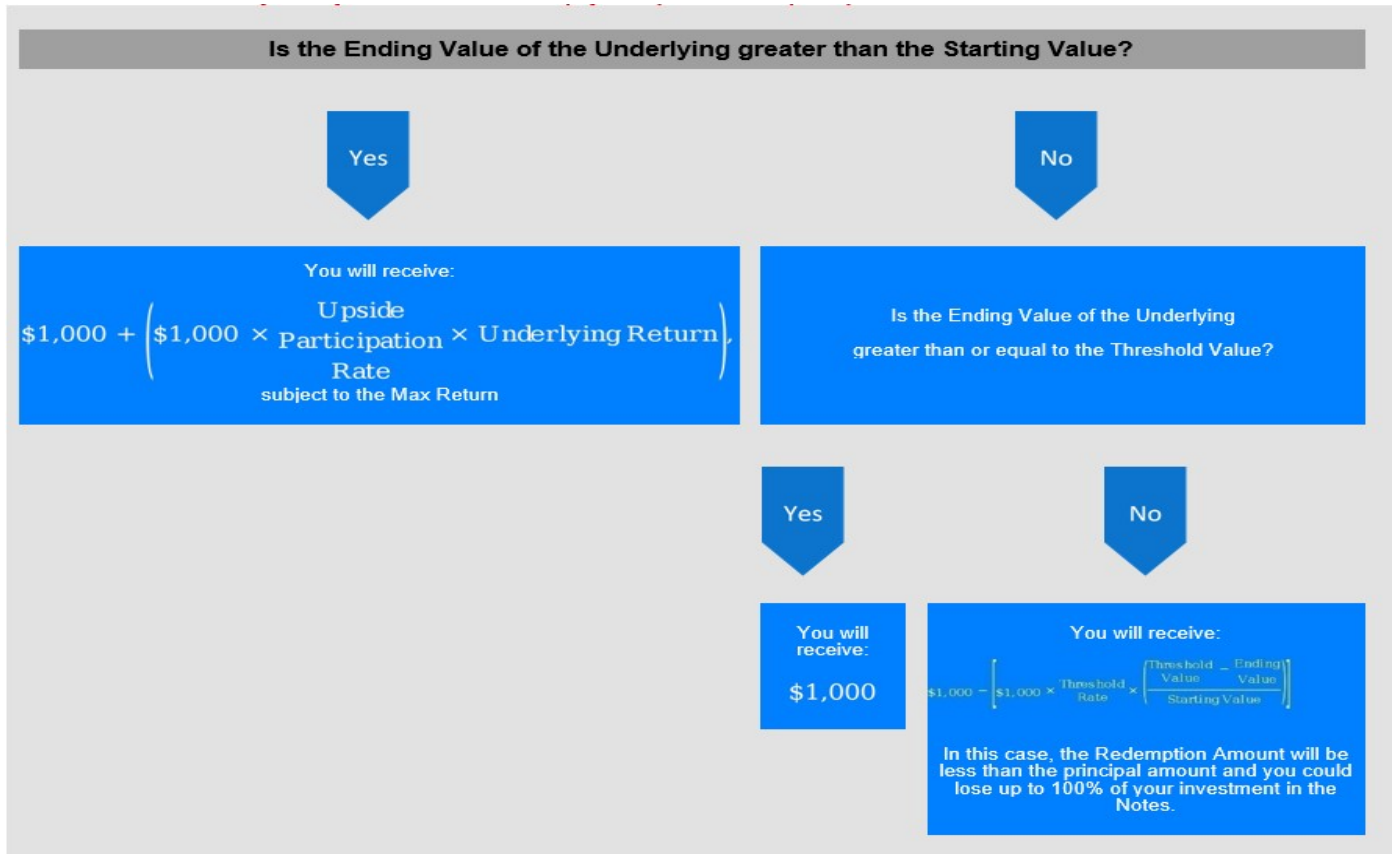 Is the Ending Value of the Underlying greater than the Starting Value?
Yes
No
You will receive:
$1,000 + ($1,000 × Upside Participation Rate × Underlying Return),
subject to the Max Return
Is the Ending Value of the Underlying
greater than or equal to the Threshold Value?
Yes
No
You will
receive:
$1,000
You will receive:
$1,000 − [$1,000 × Threshold Rate × (Threshold Value − Ending Value / Starting Value)]
In this case, the Redemption Amount will be
less than the principal amount and you could
lose up to 100% of your investment in the
Notes.